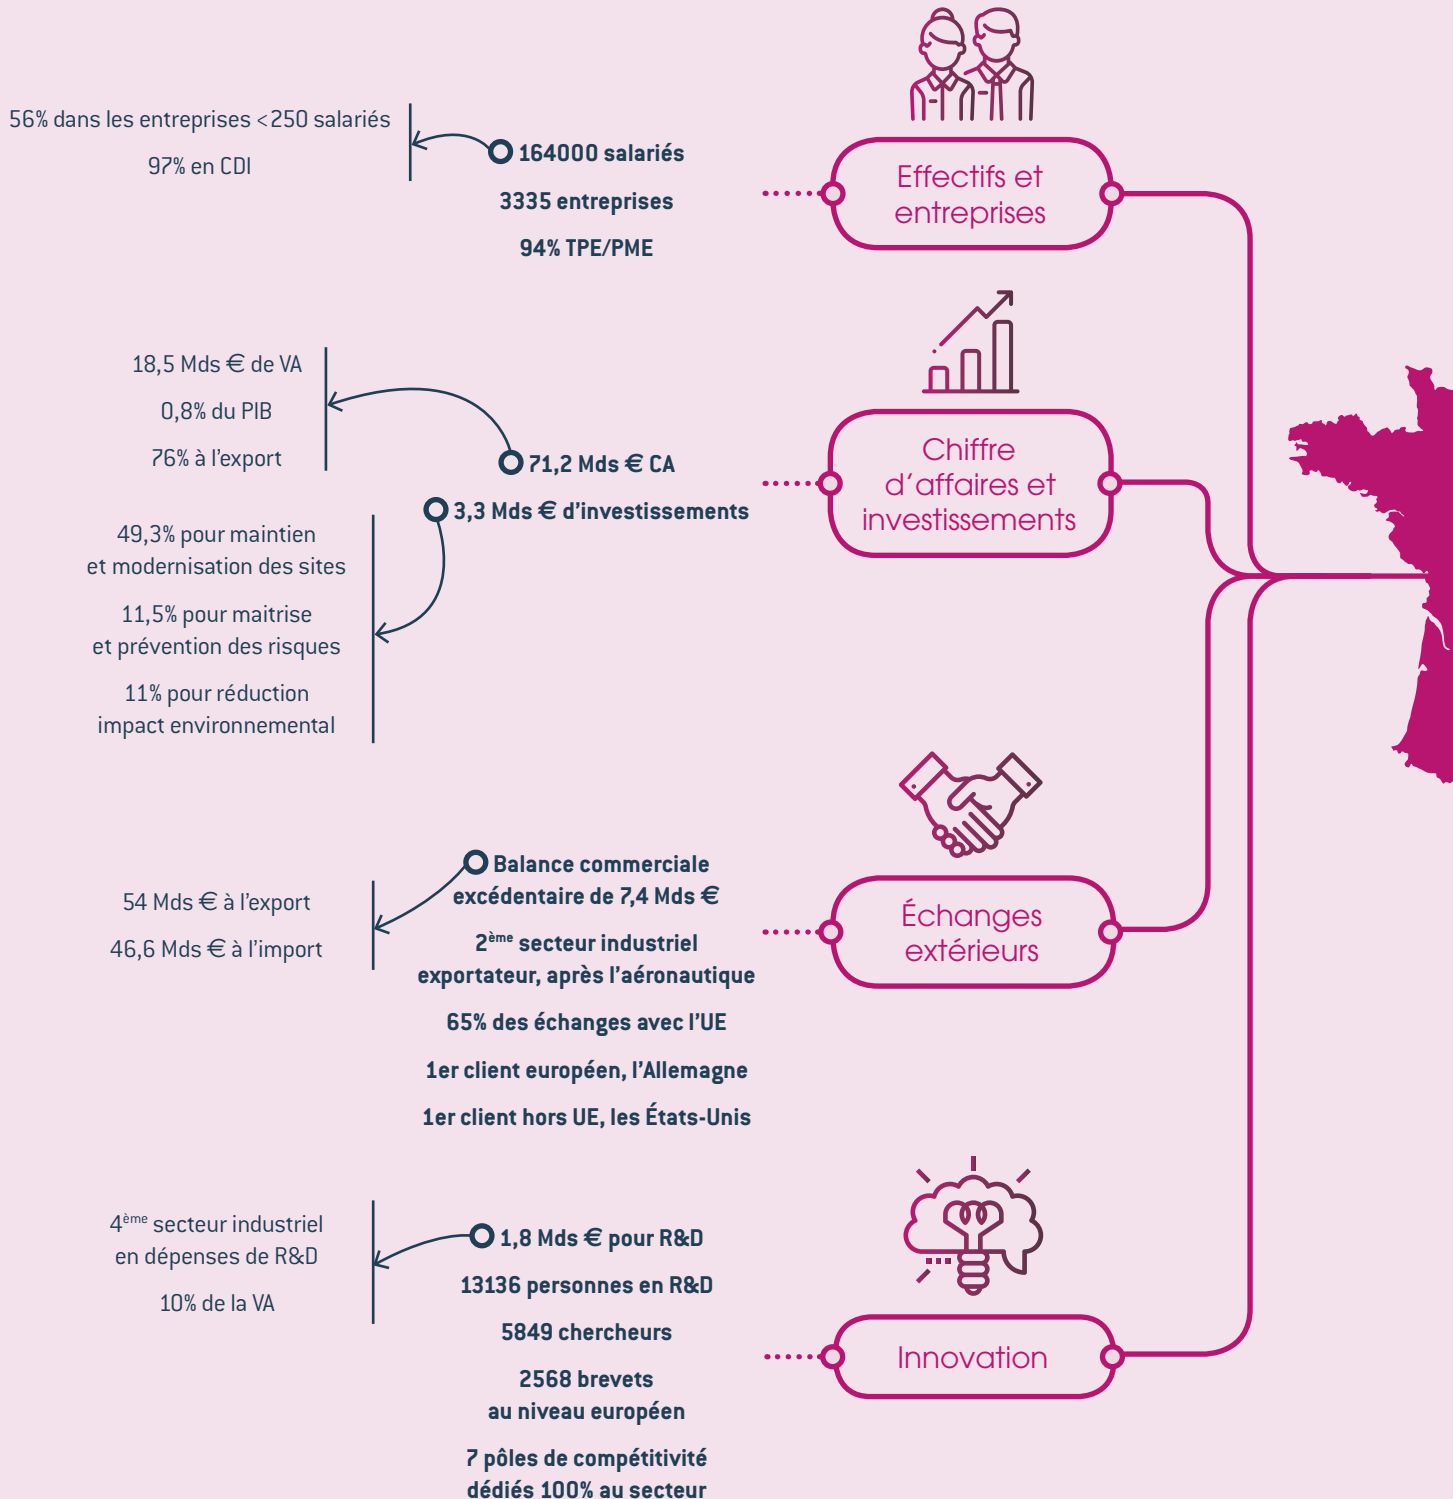 Effectifs et
entreprises
164000 salariés
3335 entreprises
94% TPE/PME
56% dans les entreprises <250 salariés
97% en CDI
Chiffre
d'affaires et
investissements
71,2 Mds € CA
3,3 Mds € d'investissements
18,5 Mds € de VA
0,8% du PIB
76% à l'export
49,3% pour maintien
et modernisation des sites
11,5% pour maitrise
et prévention des risques
11% pour réduction
impact environnemental
Échanges
extérieurs
Balance commerciale
excédentaire de 7,4 Mds €
2ème secteur industriel
exportateur, après l'aéronautique
65% des échanges avec l'UE
1er client européen, l'Allemagne
1er client hors UE, les États-Unis
54 Mds € à l'export
46,6 Mds € à l'import
Innovation
1,8 Mds € pour R&D
13136 personnes en R&D
5849 chercheurs
2568 brevets
au niveau européen
7 pôles de compétitivité
dédiés 100% au secteur
4ème secteur industriel
en dépenses de R&D
10% de la VA